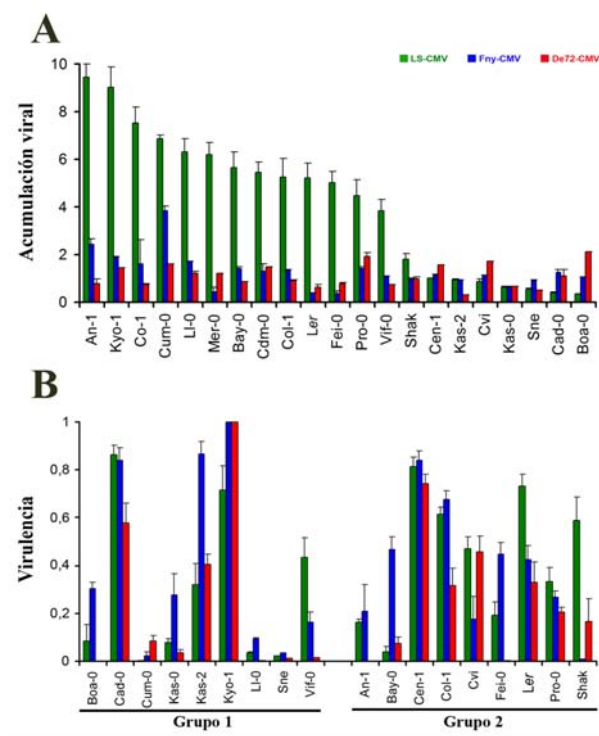 A
LS-CMV Fny-CMV De72-CMV
Acumulación viral
10
8
6
4
2
0
An-1 Kyo-1 Co-1 Cum-0 Ll-0 Mer-0 Bay-0 Cdm-0 Col-1 Ler Fei-0 Pro-0 Vif-0 Shak Cen-1 Kas-2 Cvi Kas-0 Sne Cad-0 Boa-0
B
Virulencia
1
0,8
0,6
0,4
0,2
0
Boa-0 Cad-0 Cum-0 Kas-0 Kas-2 Kyo-1 Ll-0 Sne Vif-0 An-1 Bay-0 Cen-1 Col-1 Cvi Fei-0 Ler Pro-0 Shak
Grupo 1 Grupo 2